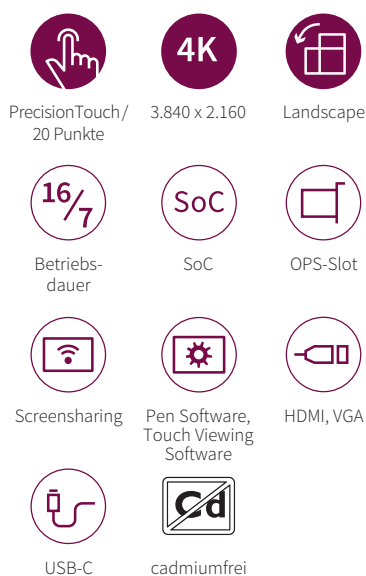 4K
PrecisionTouch/
20 Punkte
3.840 x 2.160
Landscape
16/7
SoC
Betriebs-
dauer
SoC
OPS-Slot
Screensharing
Pen Software,
Touch Viewing
Software
HDMI, VGA
Cd
USB-C
cadmiumfrei